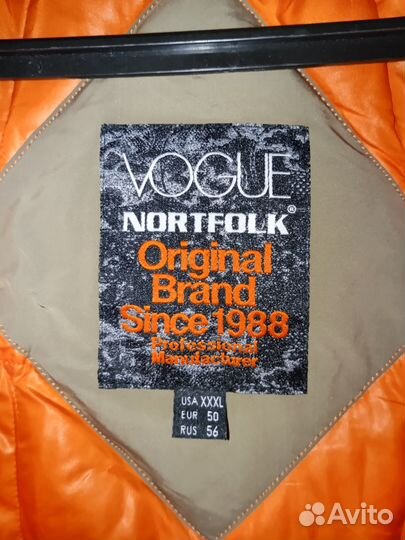 VOGUE
NORTFOLK®
Original
Brand
Since 1988
Professional
Manufacturer
USA XXXL
EUR 50
RUS 56
Avito